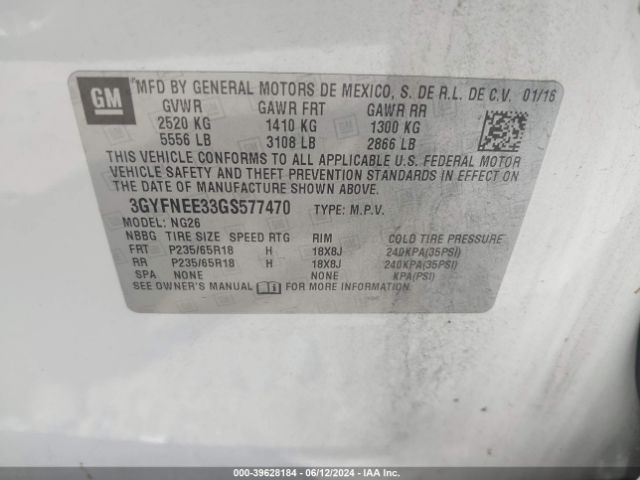 GM
MFD BY GENERAL MOTORS DE MEXICO, S. DE R.L. DE C.V. 01/16
GVWR GAWR FRT GAWR RR
2520 KG 1410 KG 1300 KG
5556 LB 3108 LB 2866 LB
THIS VEHICLE CONFORMS TO ALL APPLICABLE U.S. FEDERAL MOTOR
VEHICLE SAFETY AND THEFT PREVENTION STANDARDS IN EFFECT ON
THE DATE OF MANUFACTURE SHOWN ABOVE.
3GYFNEE33GS577470 TYPE: M.P.V.
MODEL: NG26
NBBG TIRE SIZE SPEED RTG RIM COLD TIRE PRESSURE
FRT P235/65R18 H 18X8J 240KPA(35PSI)
RR P235/65R18 H 18X8J 240KPA(35PSI)
SPA NONE NONE KPA(PSI)
SEE OWNER'S MANUAL FOR MORE INFORMATION.
000-39628184 - 06/12/2024 - IAA Inc.